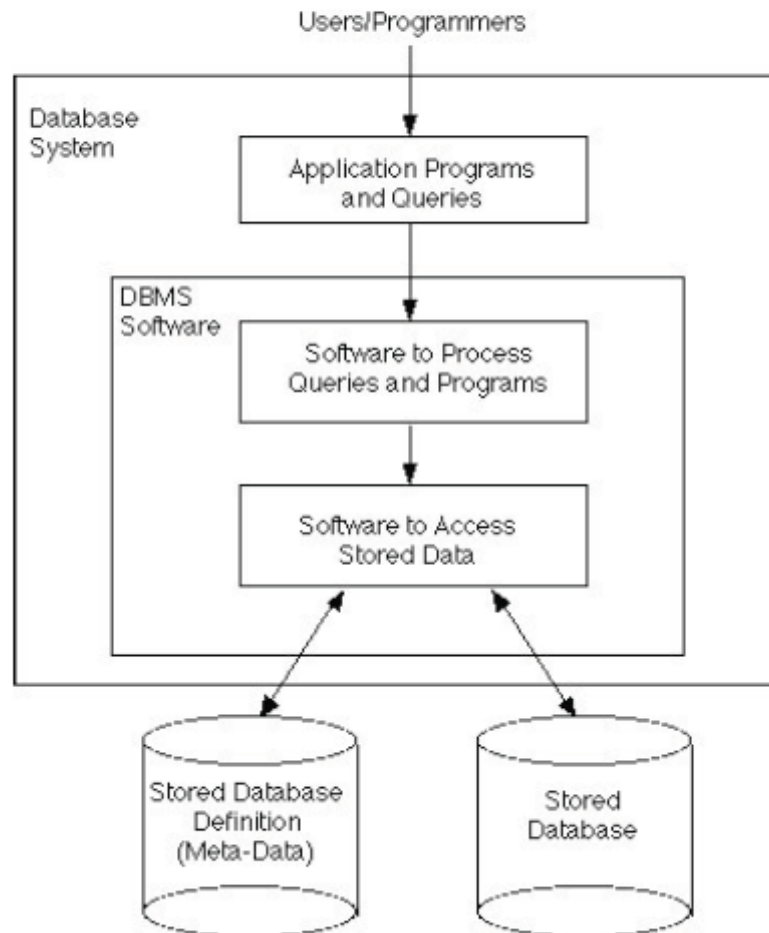 Users/Programmers
Database
System
Application Programs
and Queries
DBMS
Software
Software to Process
Queries and Programs
Software to Access
Stored Data
Stored Database
Definition
(Meta-Data)
Stored
Database